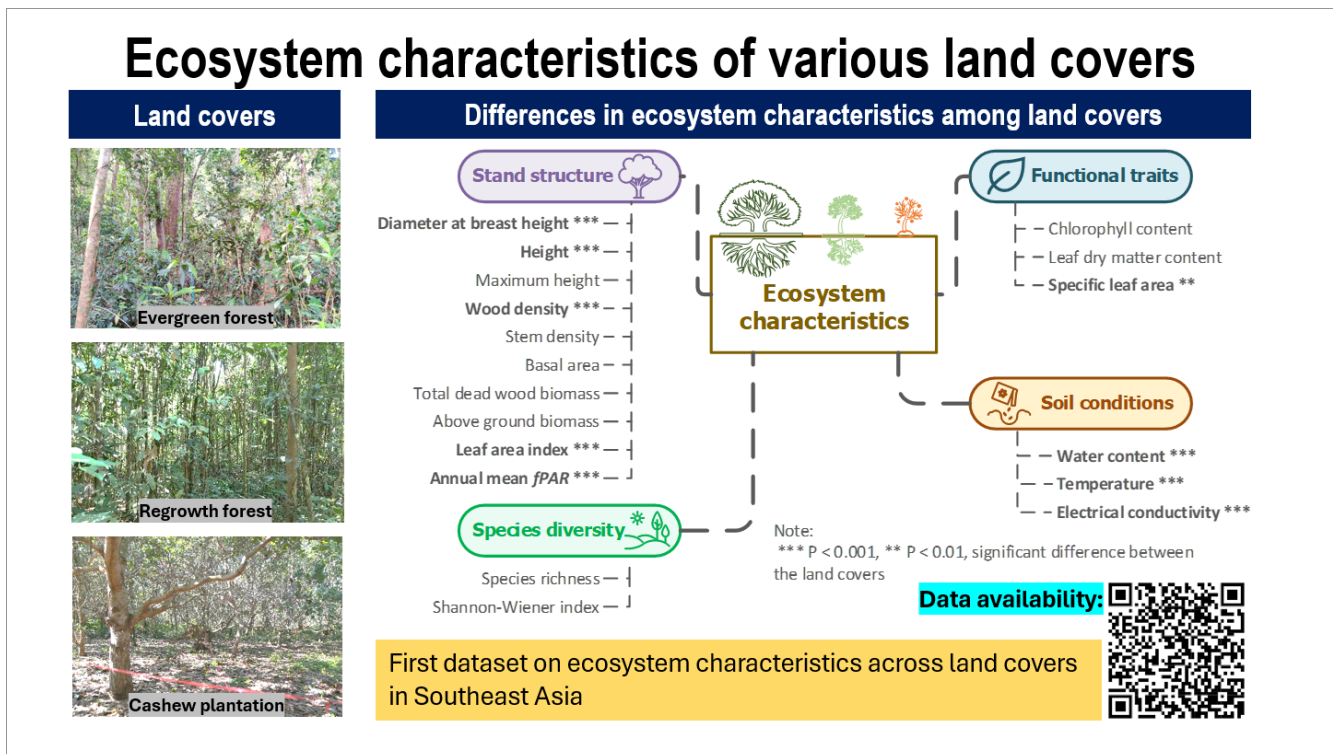 Ecosystem characteristics of various land covers
Land covers
Evergreen forest
Regrowth forest
Cashew plantation
Differences in ecosystem characteristics among land covers
Stand structure
Diameter at breast height ***
Height ***
Maximum height
Wood density ***
Stem density
Basal area
Total dead wood biomass
Above ground biomass
Leaf area index ***
Annual mean fPAR ***
Species diversity
Species richness
Shannon-Wiener index
Ecosystem
characteristics
Functional traits
Chlorophyll content
Leaf dry matter content
Specific leaf area **
Soil conditions
Water content ***
Temperature ***
Electrical conductivity ***
Note:
*** P < 0.001, ** P < 0.01, significant difference between
the land covers
Data availability:
First dataset on ecosystem characteristics across land covers
in Southeast Asia